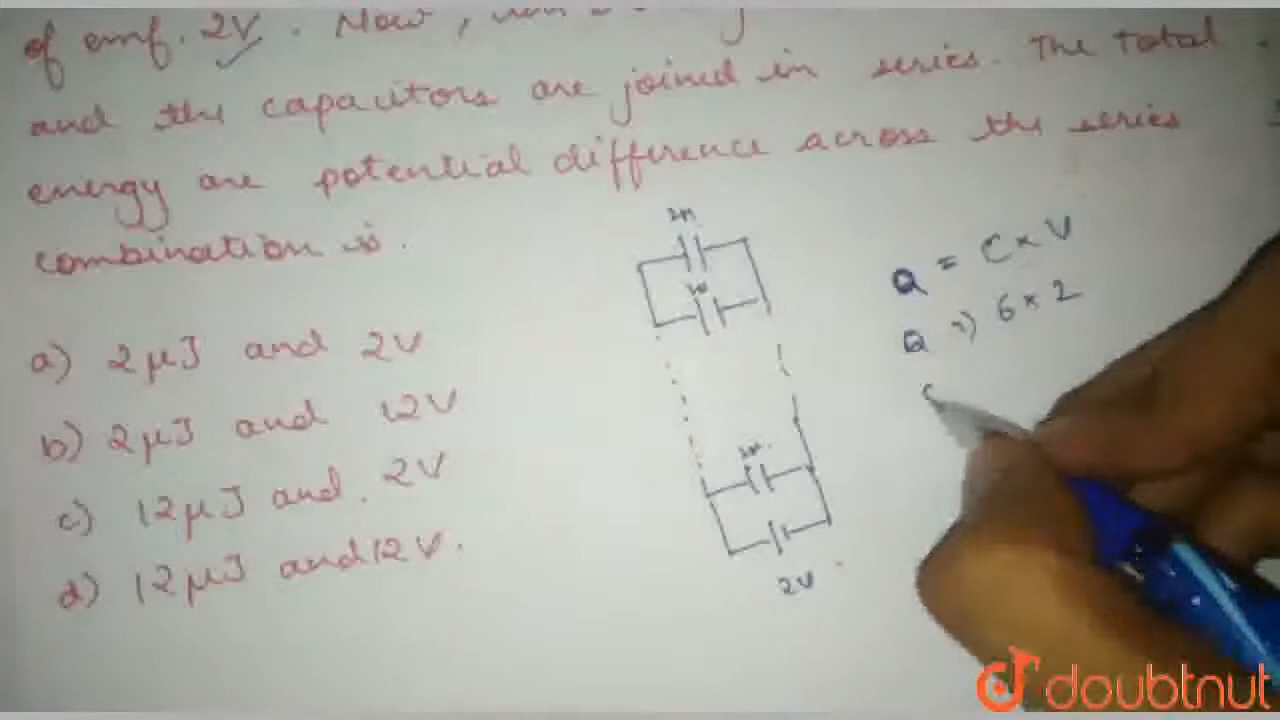 of emf. 2V. Now,
and the capacitors are joined in series. The total
energy are potential difference across the series
combination is.
a) 2μJ and 2V
b) 2μJ and 12V
c) 12μJ and. 2V
d) 12μJ and 12V.
Q = C × V
Q ⇒ 6 × 2
2V
doubtnut